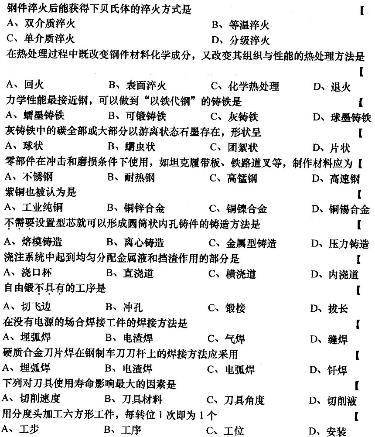 钢件淬火后能获得下贝氏体的淬火方式是 【
A、双介质淬火 B、等温淬火
C、单介质淬火 D、分级淬火
在热处理过程中既改变钢件材料化学成分，又改变其组织与性能的热处理方法是
【
A、回火 B、表面淬火 C、化学热处理 D、退火
力学性能最接近钢，可以做到“以铁代钢”的铸铁是 【
A、蠕墨铸铁 B、可锻铸铁 C、灰铸铁 D、球墨铸铁
灰铸铁中的碳全部或大部分以游离状态石墨存在，形状呈 【
A、球状 B、蠕虫状 C、团絮状 D、片状
零部件在冲击和磨损条件下使用，如坦克履带板、铁路道叉等，制作材料应为【
A、不锈钢 B、耐热钢 C、高锰钢 D、高速钢
紫铜也被认为是 【
A、工业纯铜 B、铜锌合金 C、铜镍合金 D、铜锡合金
不需要设置型芯就可以形成圆筒状内孔铸件的铸造方法是 【
A、熔模铸造 B、离心铸造 C、金属型铸造 D、压力铸造
浇注系统中起到均匀分配金属液和挡渣作用的部分是 【
A、浇口杯 B、直浇道 C、横浇道 D、内浇道
自由锻不具有的工序是 【
A、切飞边 B、冲孔 C、锻接 D、拔长
在没有电源的场合焊接工件的焊接方法是 【
A、埋弧焊 B、电渣焊 C、气焊 D、缝焊
硬质合金刀片焊在钢制车刀刀杆上的焊接方法应采用 【
A、埋弧焊 B、电渣焊 C、电弧焊 D、钎焊
下列对刀具使用寿命影响最大的因素是 【
A、切削速度 B、刀具材料 C、刀具角度 D、切削液
用分度头加工六方形工件，每转位 1 次即为 1 个 【
A、工步 B、工序 C、工位 D、安装